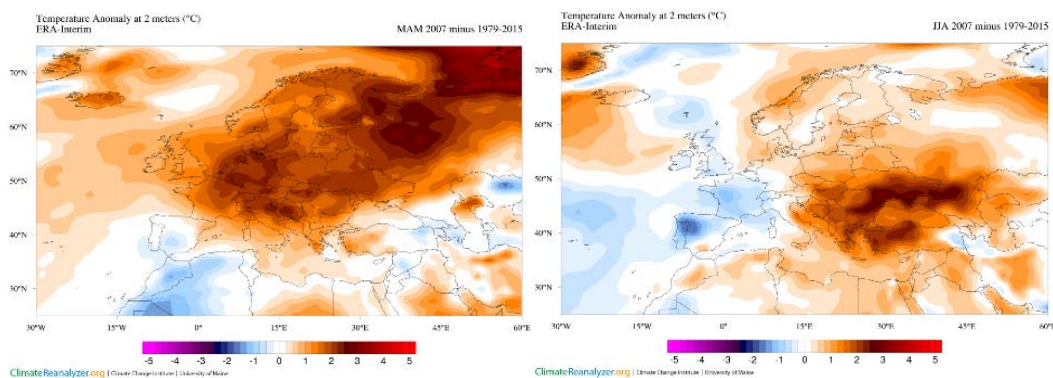 Temperature Anomaly at 2 meters (°C)
ERA-Interim MAM 2007 minus 1979-2015
70°N
60°N
50°N
40°N
30°N
30°W 15°W 0° 15°E 30°E 45°E 60°E
-5 -4 -3 -2 -1 0 1 2 3 4 5
ClimateReanalyzer.org | Climate Change Institute | University of Maine
Temperature Anomaly at 2 meters (°C)
ERA-Interim JJA 2007 minus 1979-2015
70°N
60°N
50°N
40°N
30°N
30°W 15°W 0° 15°E 30°E 45°E 60°E
-5 -4 -3 -2 -1 0 1 2 3 4 5
ClimateReanalyzer.org | Climate Change Institute | University of Maine